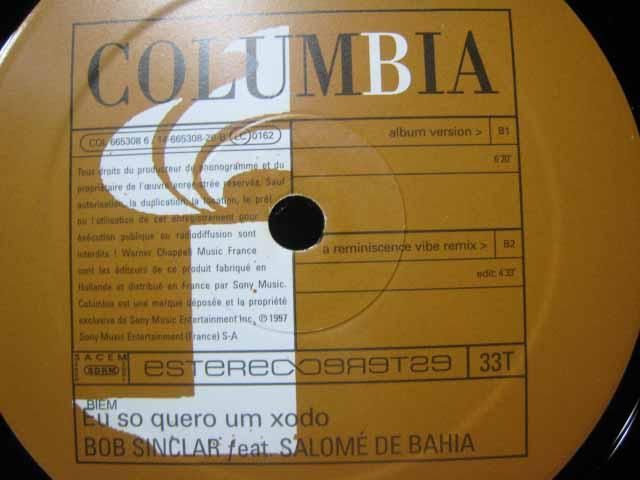 COLUMBIA
COL 665308 6 / 14-665308-20-B LC 0162
album version > B1
6'20"
Tous droits du producteur de phonogramme et du
propriétaire de l'œuvre enregistrée réservés. Sauf
autorisation, la duplication, la location, le prêt
ou l'utilisation de cet enregistrement pour
exécution publique ou radiodiffusion sont
interdits ! Warner Chappell Music France
sont les éditeurs de ce produit fabriqué en
Hollande et distribué en France par Sony Music.
Columbia est une marque déposée et la propriété
exclusive de Sony Music Entertainment Inc. ℗ 1997
Sony Music Entertainment (France) S-A
a reminiscence vibe remix > B2
edit: 4'33"
SACEM
SDRM
ESTEREO
33T
BIEM
Eu so quero um xodo
BOB SINCLAR feat. SALOMÉ DE BAHIA